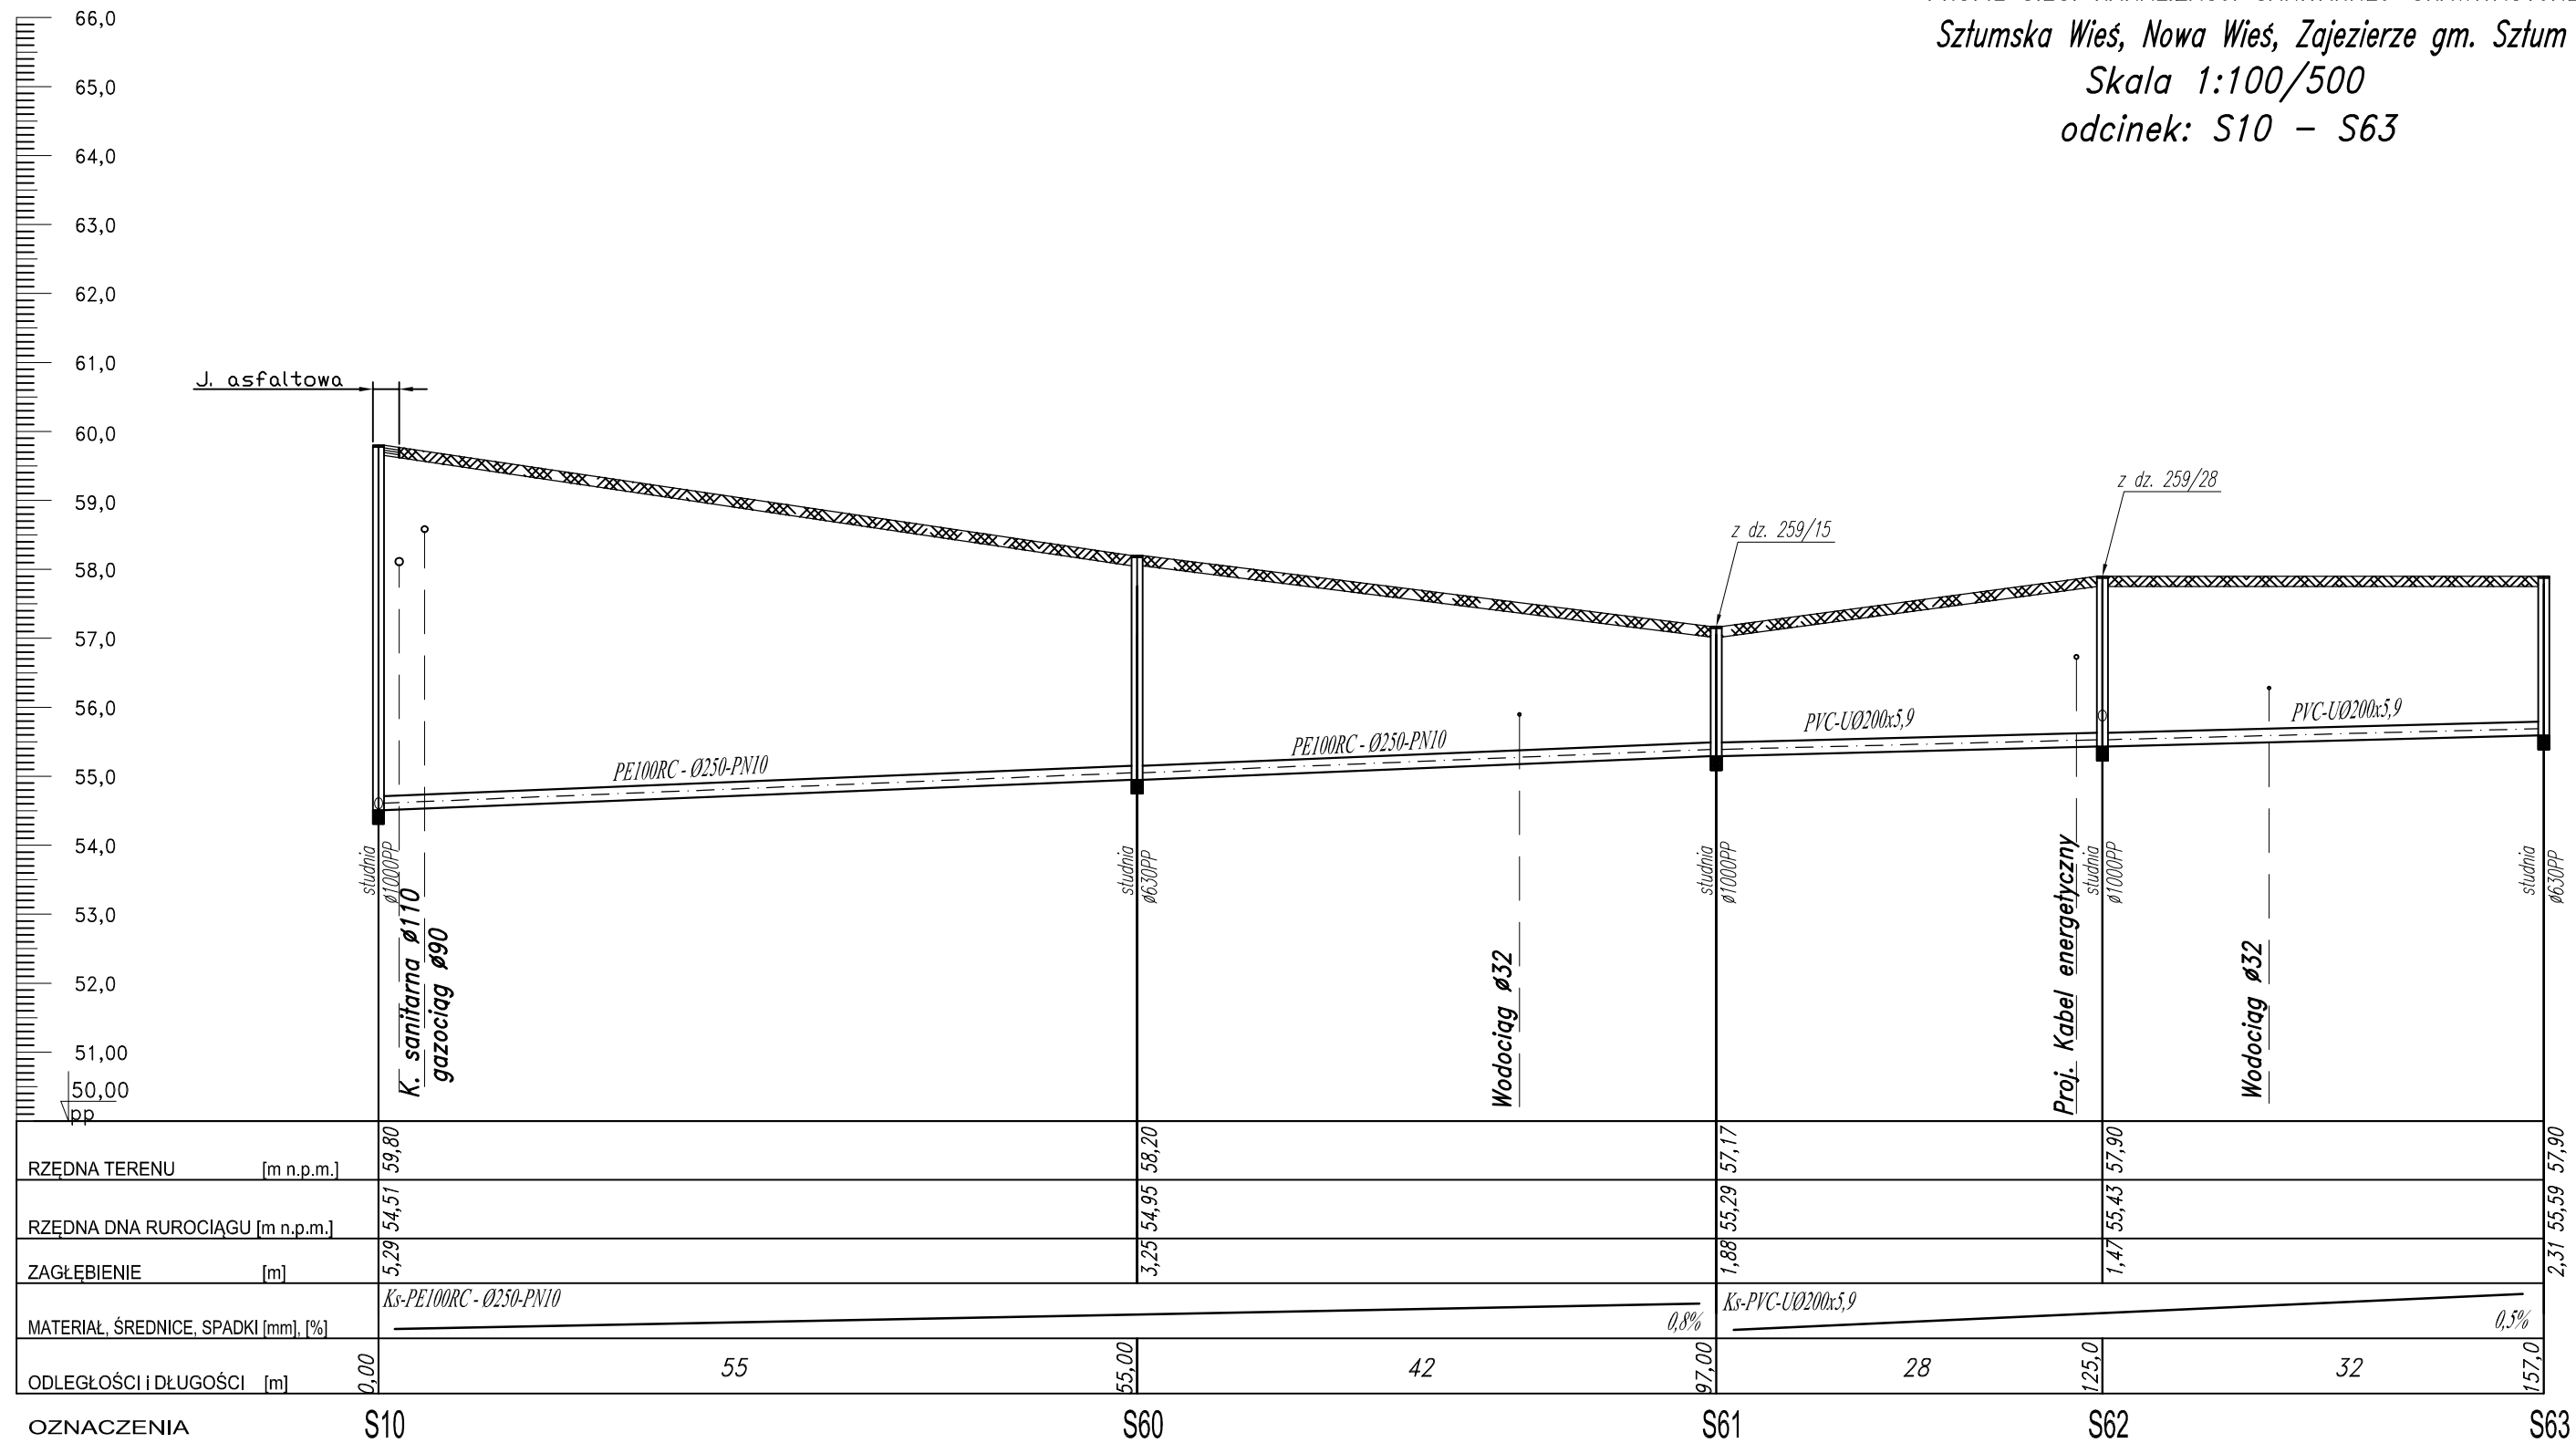 Sztumska Wieś, Nowa Wieś, Zajezierze gm. Sztum
Skala 1:100/500
odcinek: S10 – S63
66,0
65,0
64,0
63,0
62,0
61,0
60,0
59,0
58,0
57,0
56,0
55,0
54,0
53,0
52,0
51,00
50,00
pp
J. asfaltowa
z dz. 259/15
z dz. 259/28
PE100RC - Ø250-PN10
PE100RC - Ø250-PN10
PVC-UØ200x5,9
PVC-UØ200x5,9
studnia
ø1000PP
K. sanitarna ø110
gazociąg ø90
studnia
ø630PP
Wodociąg ø32
studnia
ø1000PP
Proj. Kabel energetyczny
studnia
ø1000PP
Wodociąg ø32
studnia
ø630PP
RZĘDNA TERENU [m n.p.m.] 59,80 58,20 57,17 57,90 57,90
RZĘDNA DNA RUROCIĄGU [m n.p.m.] 54,51 54,95 55,29 55,43 55,59
ZAGŁĘBIENIE [m] 5,29 3,25 1,88 1,47 2,31
MATERIAŁ, ŚREDNICE, SPADKI [mm], [%] Ks-PE100RC - Ø250-PN10 0,8% Ks-PVC-UØ200x5,9 0,5%
ODLEGŁOŚCI i DŁUGOŚCI [m] 0,00 55 55,00 42 97,00 28 125,0 32 157,0
OZNACZENIA S10 S60 S61 S62 S63